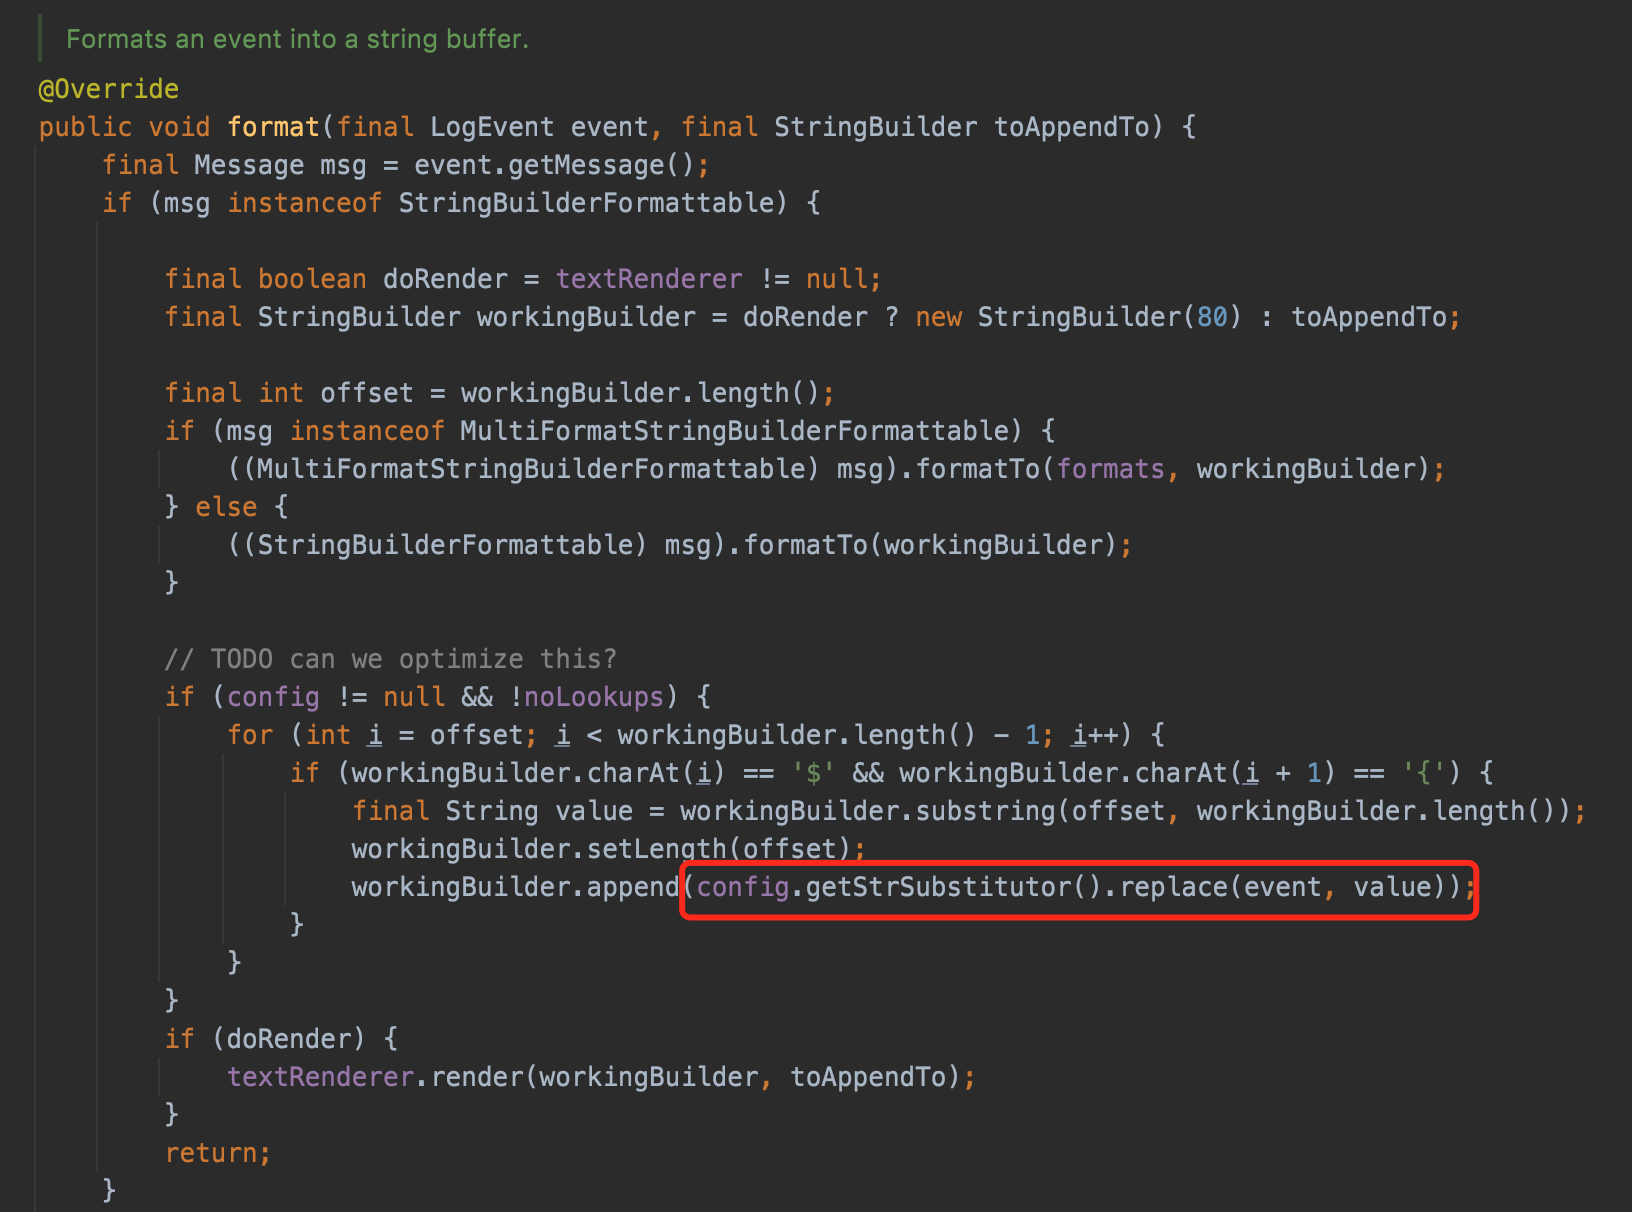 Formats an event into a string buffer.
@Override
public void format(final LogEvent event, final StringBuilder toAppendTo) {
    final Message msg = event.getMessage();
    if (msg instanceof StringBuilderFormattable) {

        final boolean doRender = textRenderer != null;
        final StringBuilder workingBuilder = doRender ? new StringBuilder(80) : toAppendTo;

        final int offset = workingBuilder.length();
        if (msg instanceof MultiFormatStringBuilderFormattable) {
            ((MultiFormatStringBuilderFormattable) msg).formatTo(formats, workingBuilder);
        } else {
            ((StringBuilderFormattable) msg).formatTo(workingBuilder);
        }

        // TODO can we optimize this?
        if (config != null && !noLookups) {
            for (int i = offset; i < workingBuilder.length() - 1; i++) {
                if (workingBuilder.charAt(i) == '$' && workingBuilder.charAt(i + 1) == '{') {
                    final String value = workingBuilder.substring(offset, workingBuilder.length());
                    workingBuilder.setLength(offset);
                    workingBuilder.append(config.getStrSubstitutor().replace(event, value));
                }
            }
        }
        if (doRender) {
            textRenderer.render(workingBuilder, toAppendTo);
        }
        return;
    }